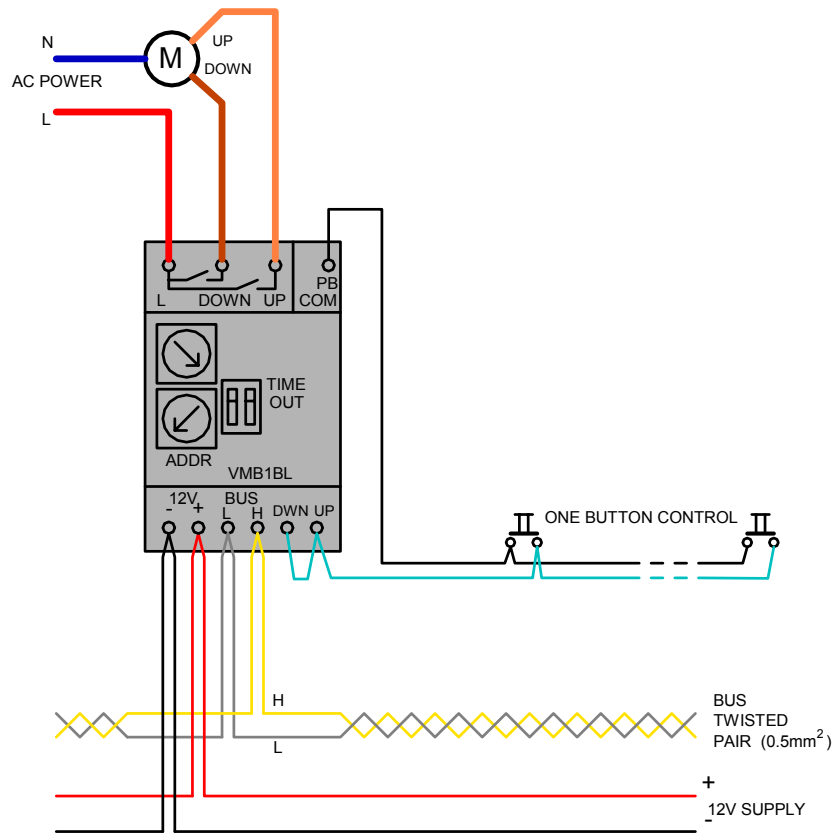 N
UP
M
DOWN
AC POWER
L
PB
L DOWN UP COM
TIME
OUT
ADDR
VMB1BL
12V BUS
- + L H DWN UP
ONE BUTTON CONTROL
H
L
BUS
TWISTED
PAIR (0.5mm²)
+
12V SUPPLY
-